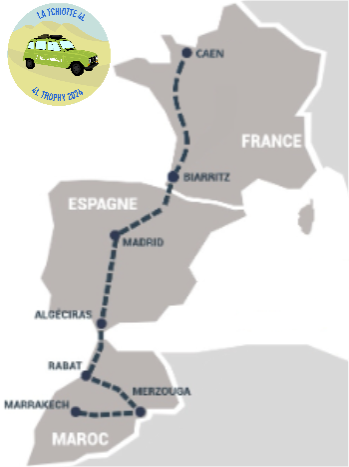 LA TCHIOTTE 4L
4L TROPHY 2024
CAEN
FRANCE
BIARRITZ
ESPAGNE
MADRID
ALGÉCIRAS
RABAT
MERZOUGA
MARRAKECH
MAROC